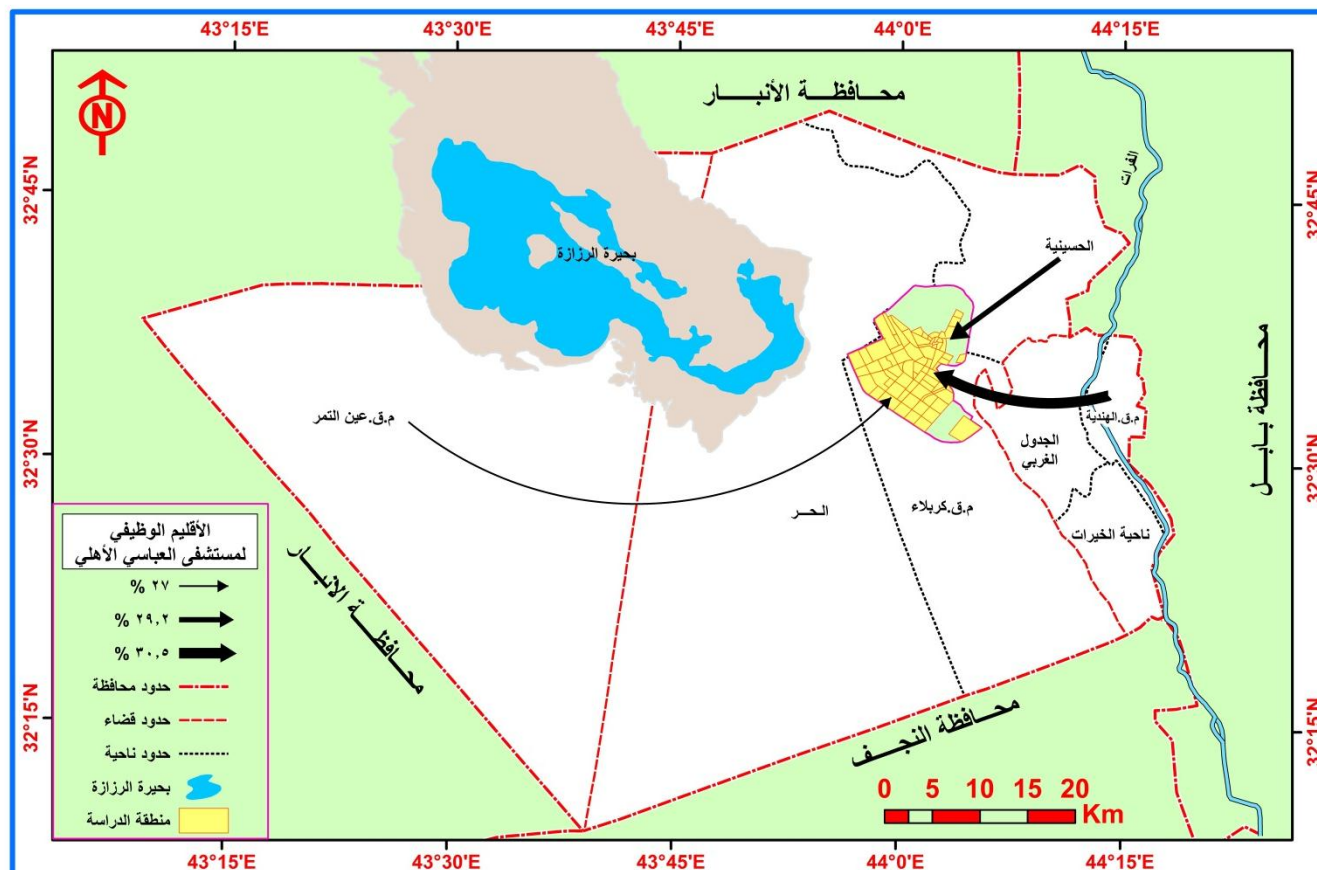 43°15'E 43°30'E 43°45'E 44°0'E 44°15'E
N
محافظة الأنبار
الفرات
32°45'N 32°45'N
الحسينية
بحيرة الرزازة
محافظة بابل
م.ق.عين التمر
م.ق.الهندية
32°30'N 32°30'N
الجدول
الغربي
الحر
م.ق.كربلاء
ناحية الخيرات
محافظة الأنبار
محافظة النجف
32°15'N 32°15'N
الأقليم الوظيفي
لمستشفى العباسي الأهلي
٢٧ %
٢٩,٢ %
٣٠,٥ %
حدود محافظة
حدود قضاء
حدود ناحية
بحيرة الرزازة
منطقة الدراسة
0 5 10 15 20
Km
43°15'E 43°30'E 43°45'E 44°0'E 44°15'E